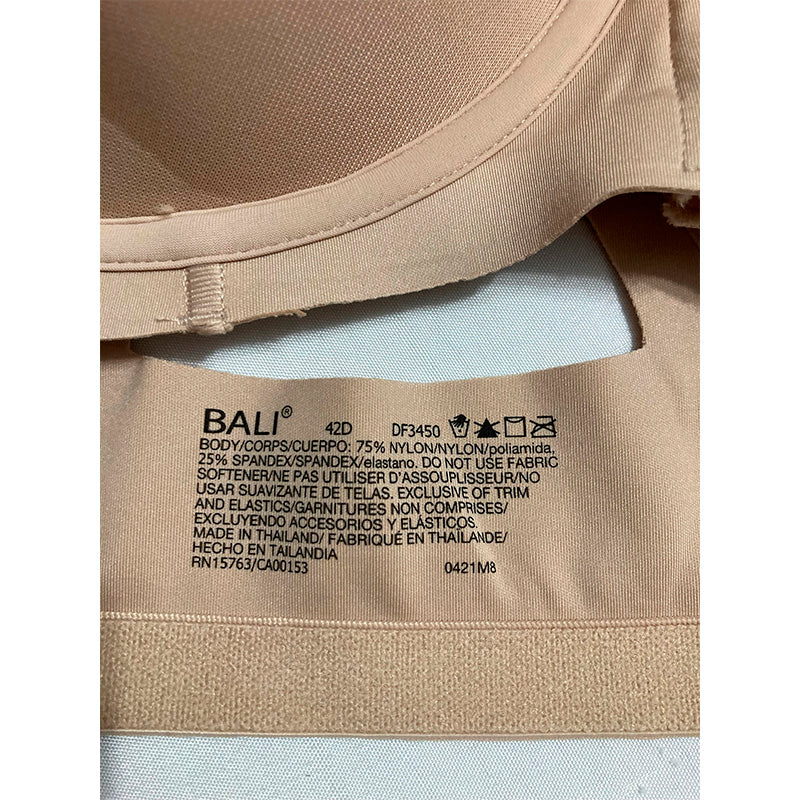 BALI® 42D DF3450
BODY/CORPS/CUERPO: 75% NYLON/NYLON/poliamida,
25% SPANDEX/SPANDEX/elastano. DO NOT USE FABRIC
SOFTENER/NE PAS UTILISER D'ASSOUPLISSEUR/NO
USAR SUAVIZANTE DE TELAS. EXCLUSIVE OF TRIM
AND ELASTICS/GARNITURES NON COMPRISES/
EXCLUYENDO ACCESORIOS Y ELÁSTICOS.
MADE IN THAILAND/ FABRIQUÉ EN THAÏLANDE/
HECHO EN TAILANDIA
RN15763/CA00153 0421M8